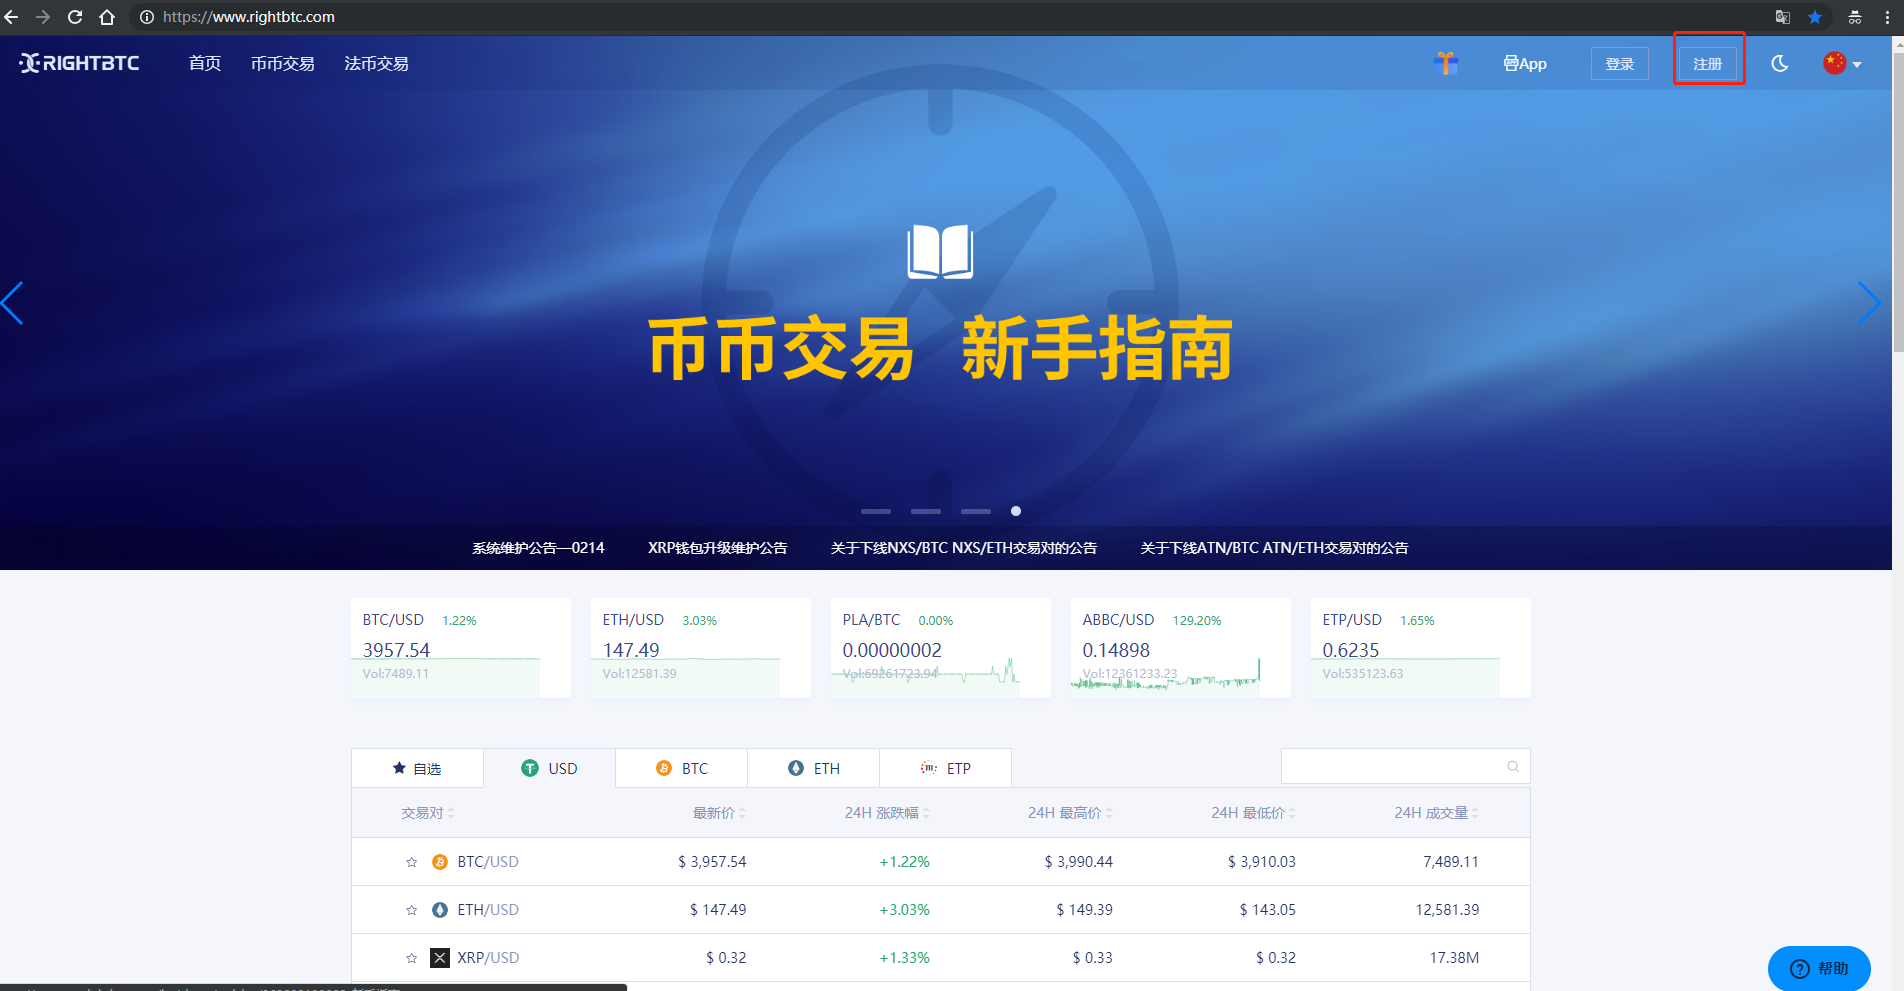 https://www.rightbtc.com
RIGHTBTC 首页 币币交易 法币交易 App 登录 注册
币币交易 新手指南
系统维护公告—0214 XRP钱包升级维护公告 关于下线NXS/BTC NXS/ETH交易对的公告 关于下线ATN/BTC ATN/ETH交易对的公告
BTC/USD 1.22% ETH/USD 3.03% PLA/BTC 0.00% ABBC/USD 129.20% ETP/USD 1.65%
3957.54 147.49 0.00000002 0.14898 0.6235
Vol:7489.11 Vol:12581.39 Vol:69261723.94 Vol:12361233.23 Vol:535123.63
自选 USD BTC ETH ETP
交易对 最新价 24H 涨跌幅 24H 最高价 24H 最低价 24H 成交量
BTC/USD $ 3,957.54 +1.22% $ 3,990.44 $ 3,910.03 7,489.11
ETH/USD $ 147.49 +3.03% $ 149.39 $ 143.05 12,581.39
XRP/USD $ 0.32 +1.33% $ 0.33 $ 0.32 17.38M
帮助